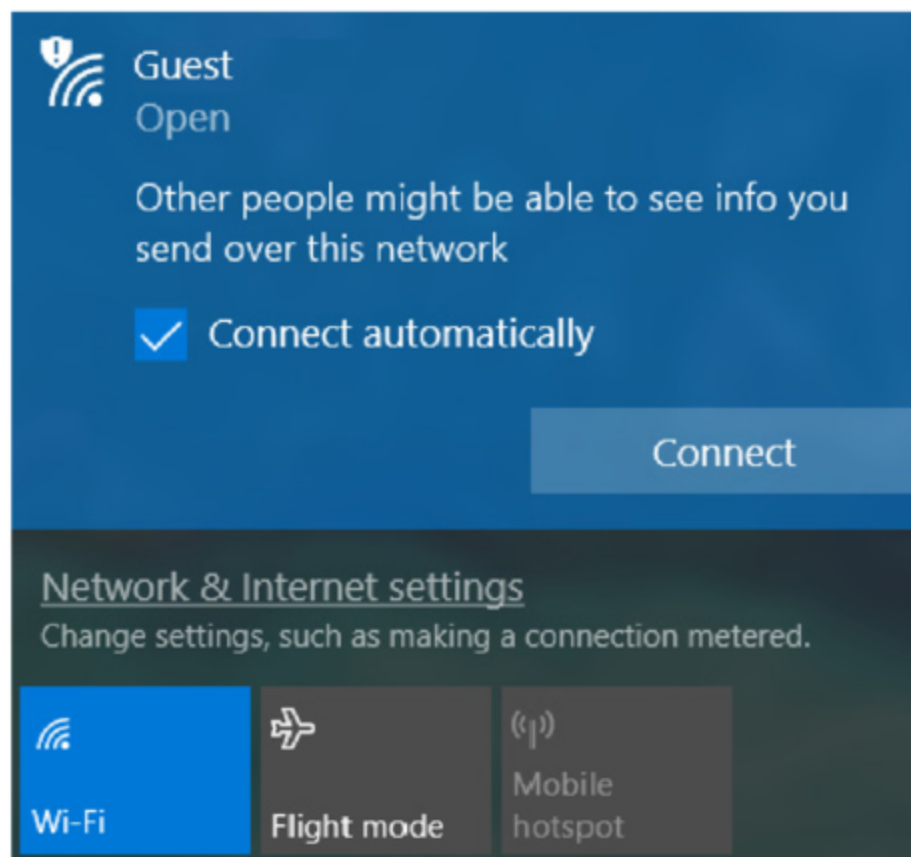 Guest
Open
Other people might be able to see info you
send over this network
Connect automatically
Connect
Network & Internet settings
Change settings, such as making a connection metered.
Wi-Fi
Flight mode
Mobile
hotspot